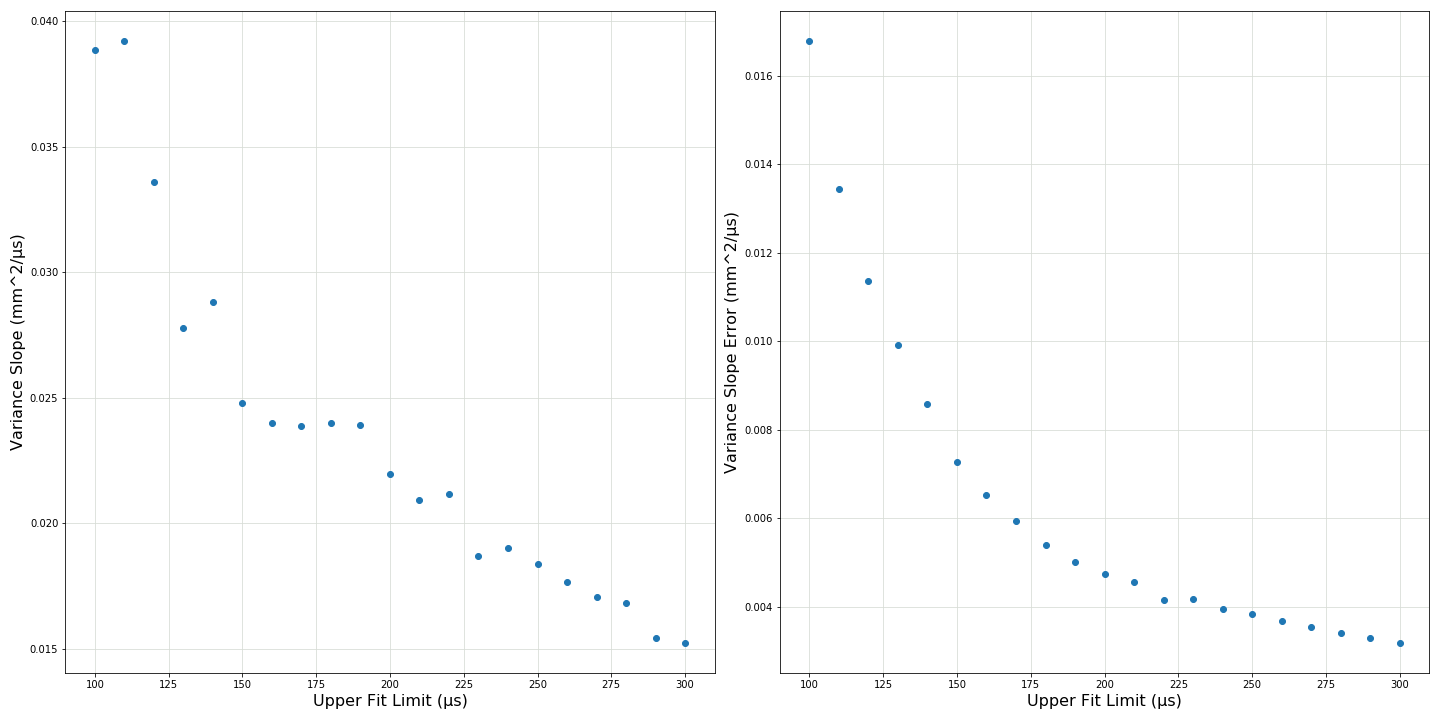 0.040
0.035
0.030
0.025
0.020
0.015
Variance Slope (mm^2/μs)
100 125 150 175 200 225 250 275 300
Upper Fit Limit (μs)
0.016
0.014
0.012
0.010
0.008
0.006
0.004
Variance Slope Error (mm^2/μs)
100 125 150 175 200 225 250 275 300
Upper Fit Limit (μs)